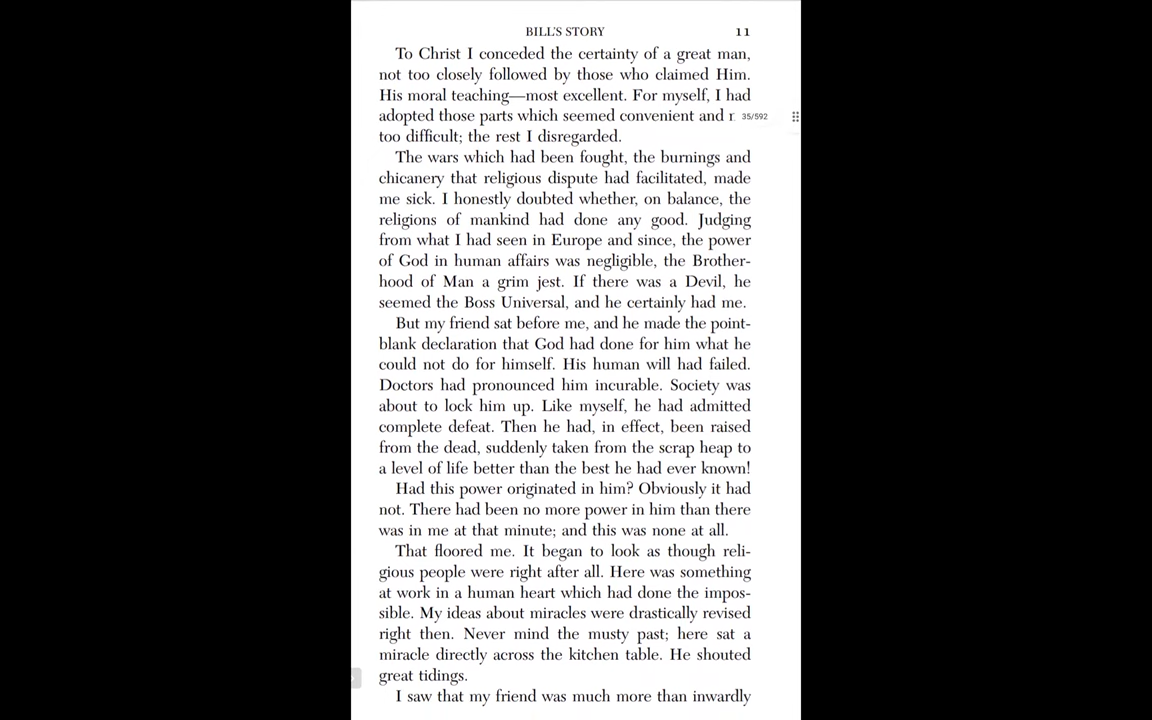 BILL'S STORY 11
To Christ I conceded the certainty of a great man,
not too closely followed by those who claimed Him.
His moral teaching—most excellent. For myself, I had
adopted those parts which seemed convenient and 35/592
too difficult; the rest I disregarded.
The wars which had been fought, the burnings and
chicanery that religious dispute had facilitated, made
me sick. I honestly doubted whether, on balance, the
religions of mankind had done any good. Judging
from what I had seen in Europe and since, the power
of God in human affairs was negligible, the Brother-
hood of Man a grim jest. If there was a Devil, he
seemed the Boss Universal, and he certainly had me.
But my friend sat before me, and he made the point-
blank declaration that God had done for him what he
could not do for himself. His human will had failed.
Doctors had pronounced him incurable. Society was
about to lock him up. Like myself, he had admitted
complete defeat. Then he had, in effect, been raised
from the dead, suddenly taken from the scrap heap to
a level of life better than the best he had ever known!
Had this power originated in him? Obviously it had
not. There had been no more power in him than there
was in me at that minute; and this was none at all.
That floored me. It began to look as though reli-
gious people were right after all. Here was something
at work in a human heart which had done the impos-
sible. My ideas about miracles were drastically revised
right then. Never mind the musty past; here sat a
miracle directly across the kitchen table. He shouted
great tidings.
I saw that my friend was much more than inwardly